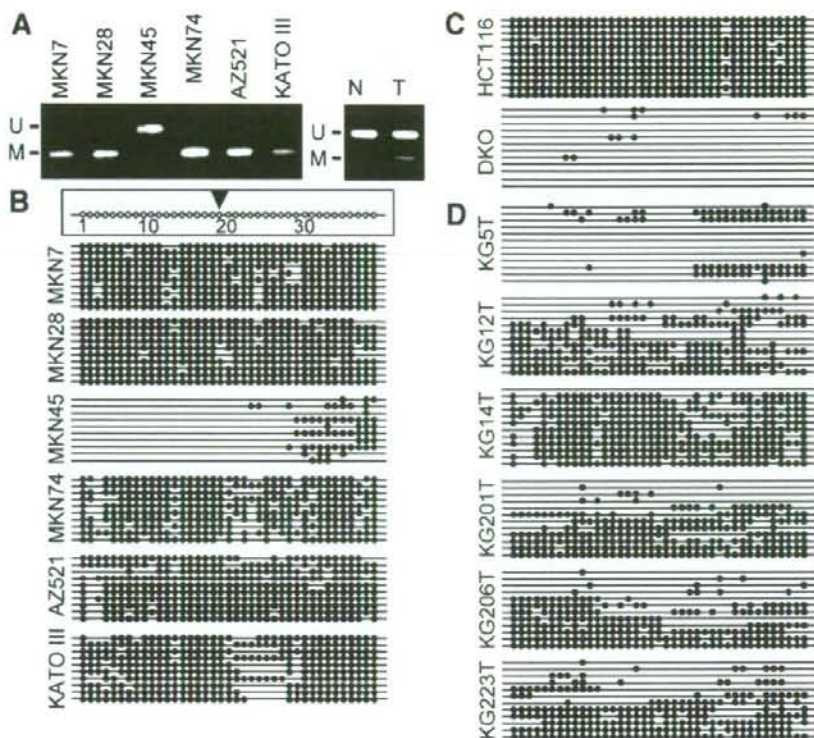 A
MKN7
MKN28
MKN45
MKN74
AZ521
KATO III
N T
U
M
U
M
B
1 10 20 30
MKN7
MKN28
MKN45
MKN74
AZ521
KATO III
C
HCT116
DKO
D
KG5T
KG12T
KG14T
KG201T
KG206T
KG223T